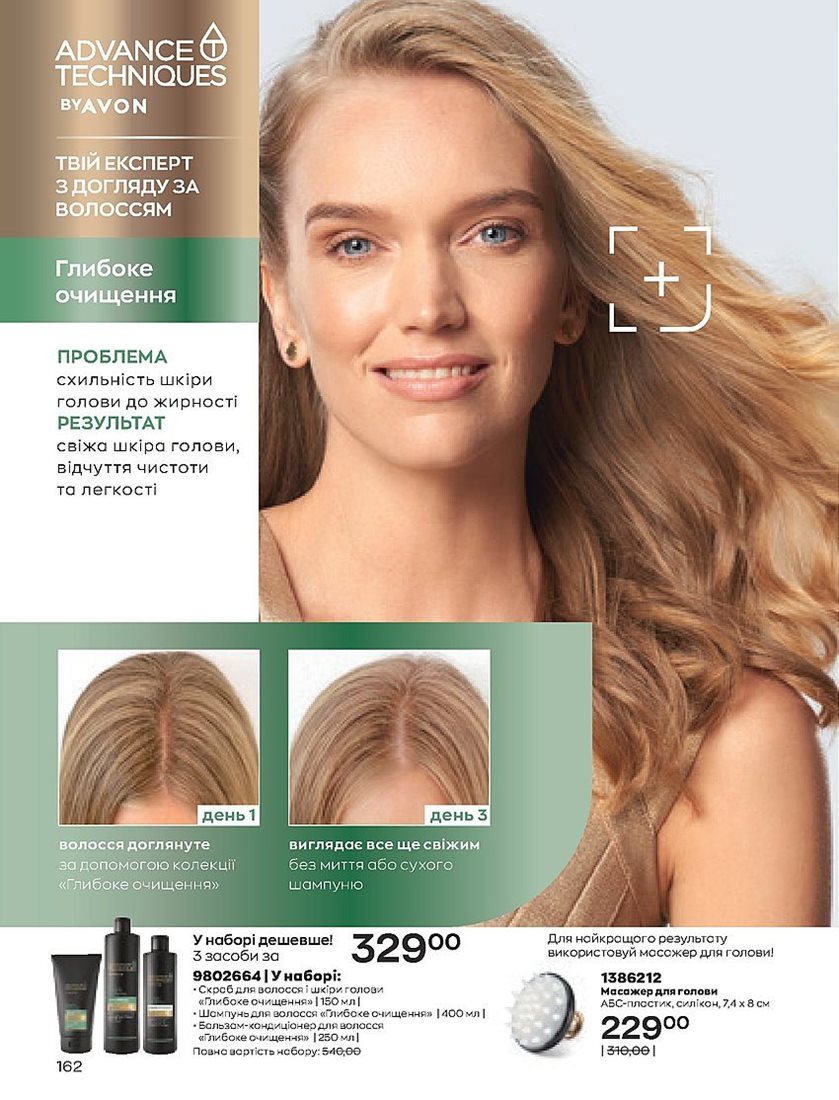 ADVANCE
TECHNIQUES
BY AVON
ТВІЙ ЕКСПЕРТ
З ДОГЛЯДУ ЗА
ВОЛОССЯМ
Глибоке
очищення
ПРОБЛЕМА
схильність шкіри
голови до жирності
РЕЗУЛЬТАТ
свіжа шкіра голови,
відчуття чистоти
та легкості
день 1
волосся доглянуте
за допомогою колекції
«Глибоке очищення»
день 3
виглядає все ще свіжим
без миття або сухого
шампуню
У наборі дешевше!
3 засоби за
329⁰⁰
9802664 | У наборі:
• Скраб для волосся і шкіри голови
«Глибоке очищення» | 150 мл |
• Шампунь для волосся «Глибоке очищення» | 400 мл |
• Бальзам-кондиціонер для волосся
«Глибоке очищення» | 250 мл |
Повна вартість набору: 540,00
Для найкращого результату
використовуй масажер для голови!
1386212
Масажер для голови
АБС-пластик, силікон, 7,4 х 8 см
229⁰⁰
| 310,00 |
162